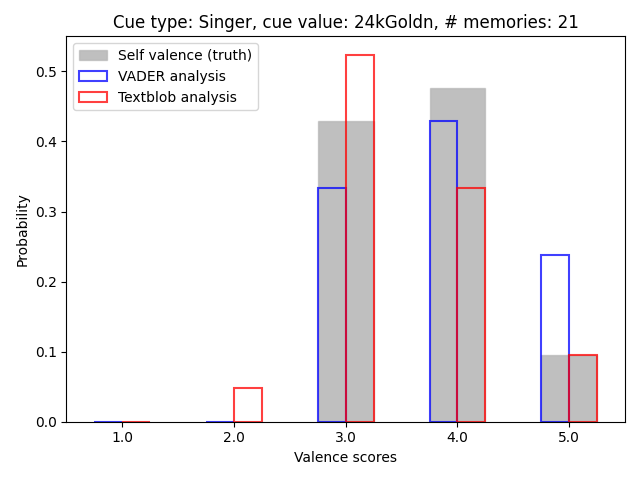 Cue type: Singer, cue value: 24kGoldn, # memories: 21
Self valence (truth)
VADER analysis
Textblob analysis
Probability
0.5
0.4
0.3
0.2
0.1
0.0
1.0 2.0 3.0 4.0 5.0
Valence scores